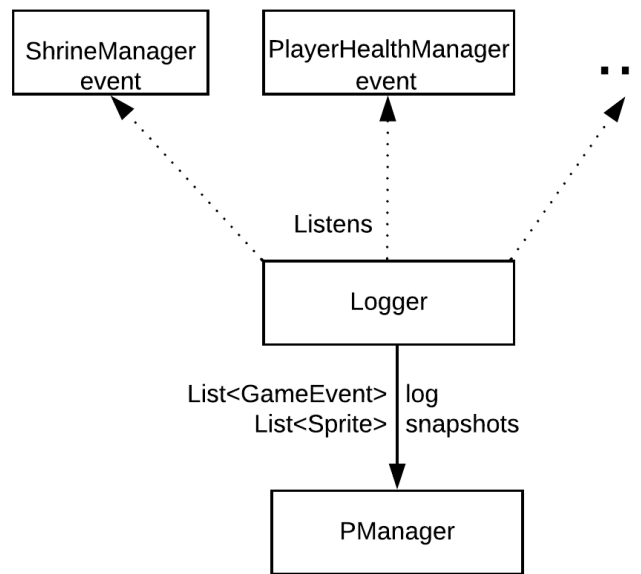 ShrineManager
event
PlayerHealthManager
event
..
Listens
Logger
List<GameEvent> log
List<Sprite> snapshots
PManager